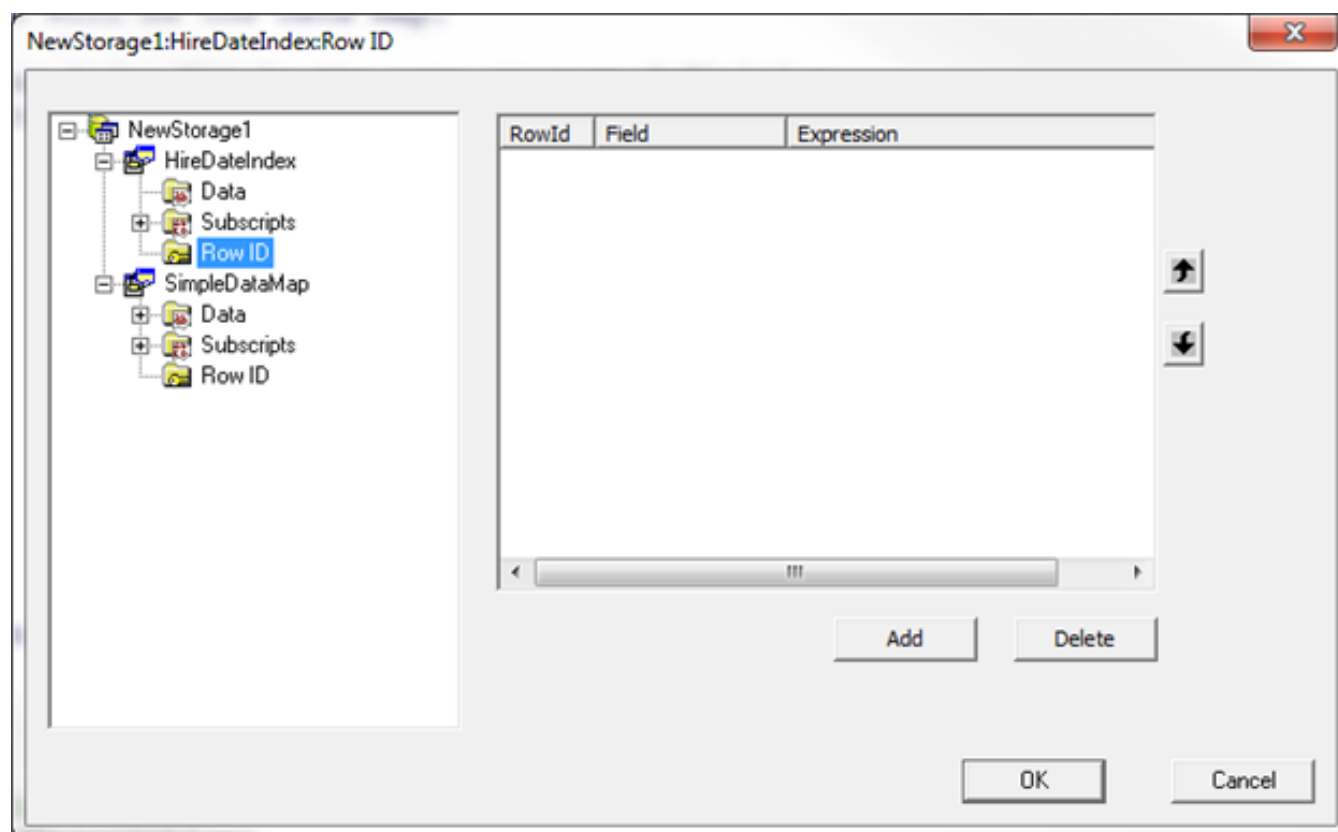 NewStorage1:HireDateIndex:Row ID
NewStorage1
HireDateIndex
Data
Subscripts
Row ID
SimpleDataMap
Data
Subscripts
Row ID
RowId Field Expression
Add Delete
OK Cancel